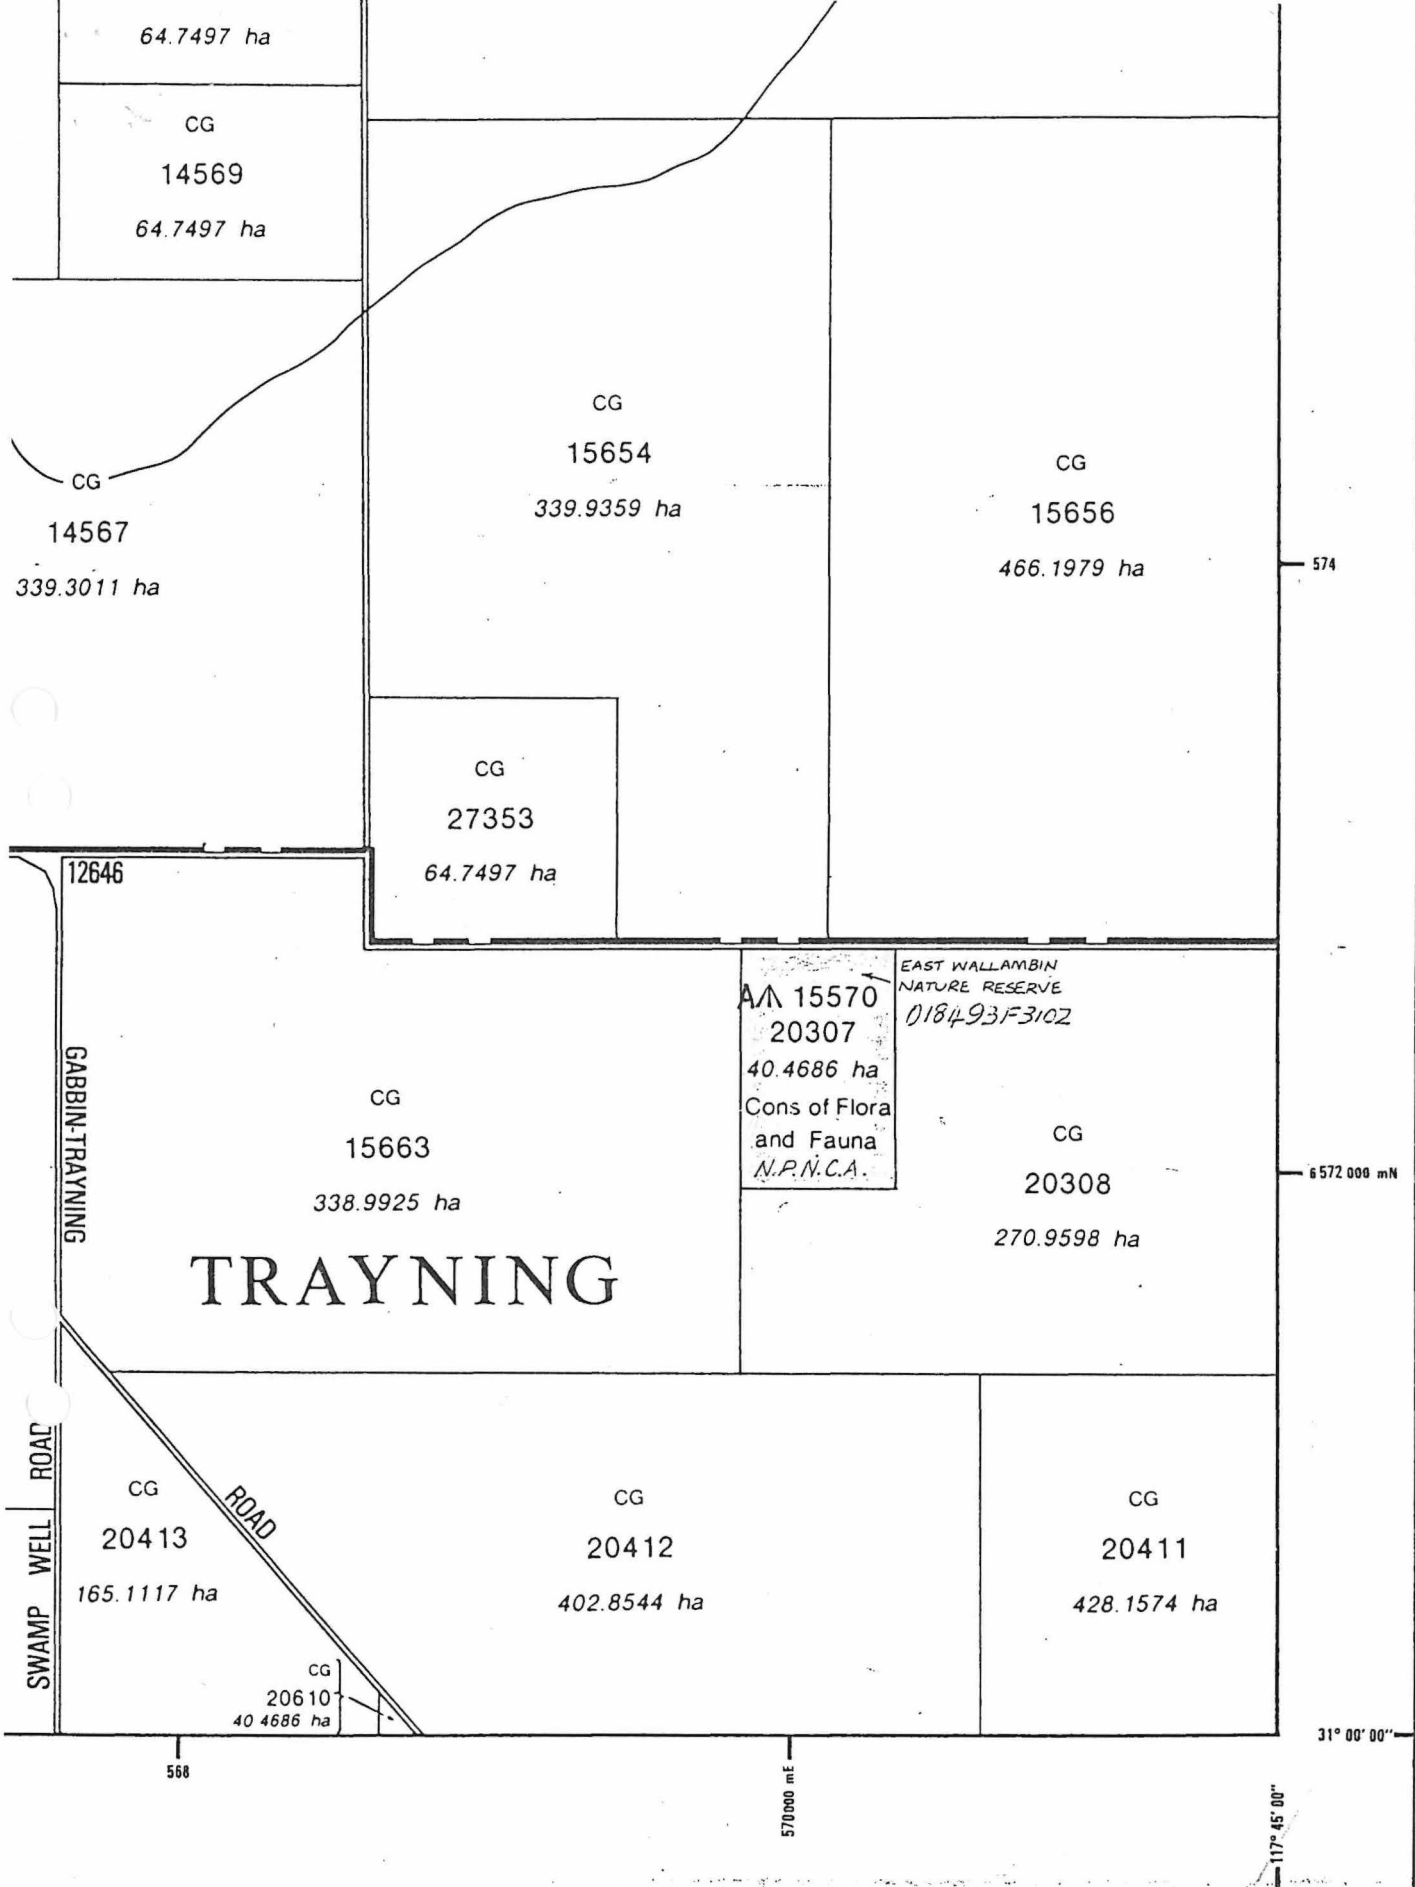 64.7497 ha
CG
14569
64.7497 ha
CG
14567
339.3011 ha
CG
15654
339.9359 ha
CG
15656
466.1979 ha
574
CG
27353
64.7497 ha
12646
EAST WALLAMBIN
NATURE RESERVE
018493F3102
A 15570
20307
40.4686 ha
Cons of Flora
and Fauna
N.P.N.C.A.
GABBIN-TRAYNING
CG
15663
338.9925 ha
CG
20308
270.9598 ha
6 572 000 mN
TRAYNING
ROAD
SWAMP WELL ROAD
CG
20413
165.1117 ha
CG
20412
402.8544 ha
CG
20411
428.1574 ha
CG
20610
40 4686 ha
31° 00' 00"
568
570000 mE
117° 45' 00"